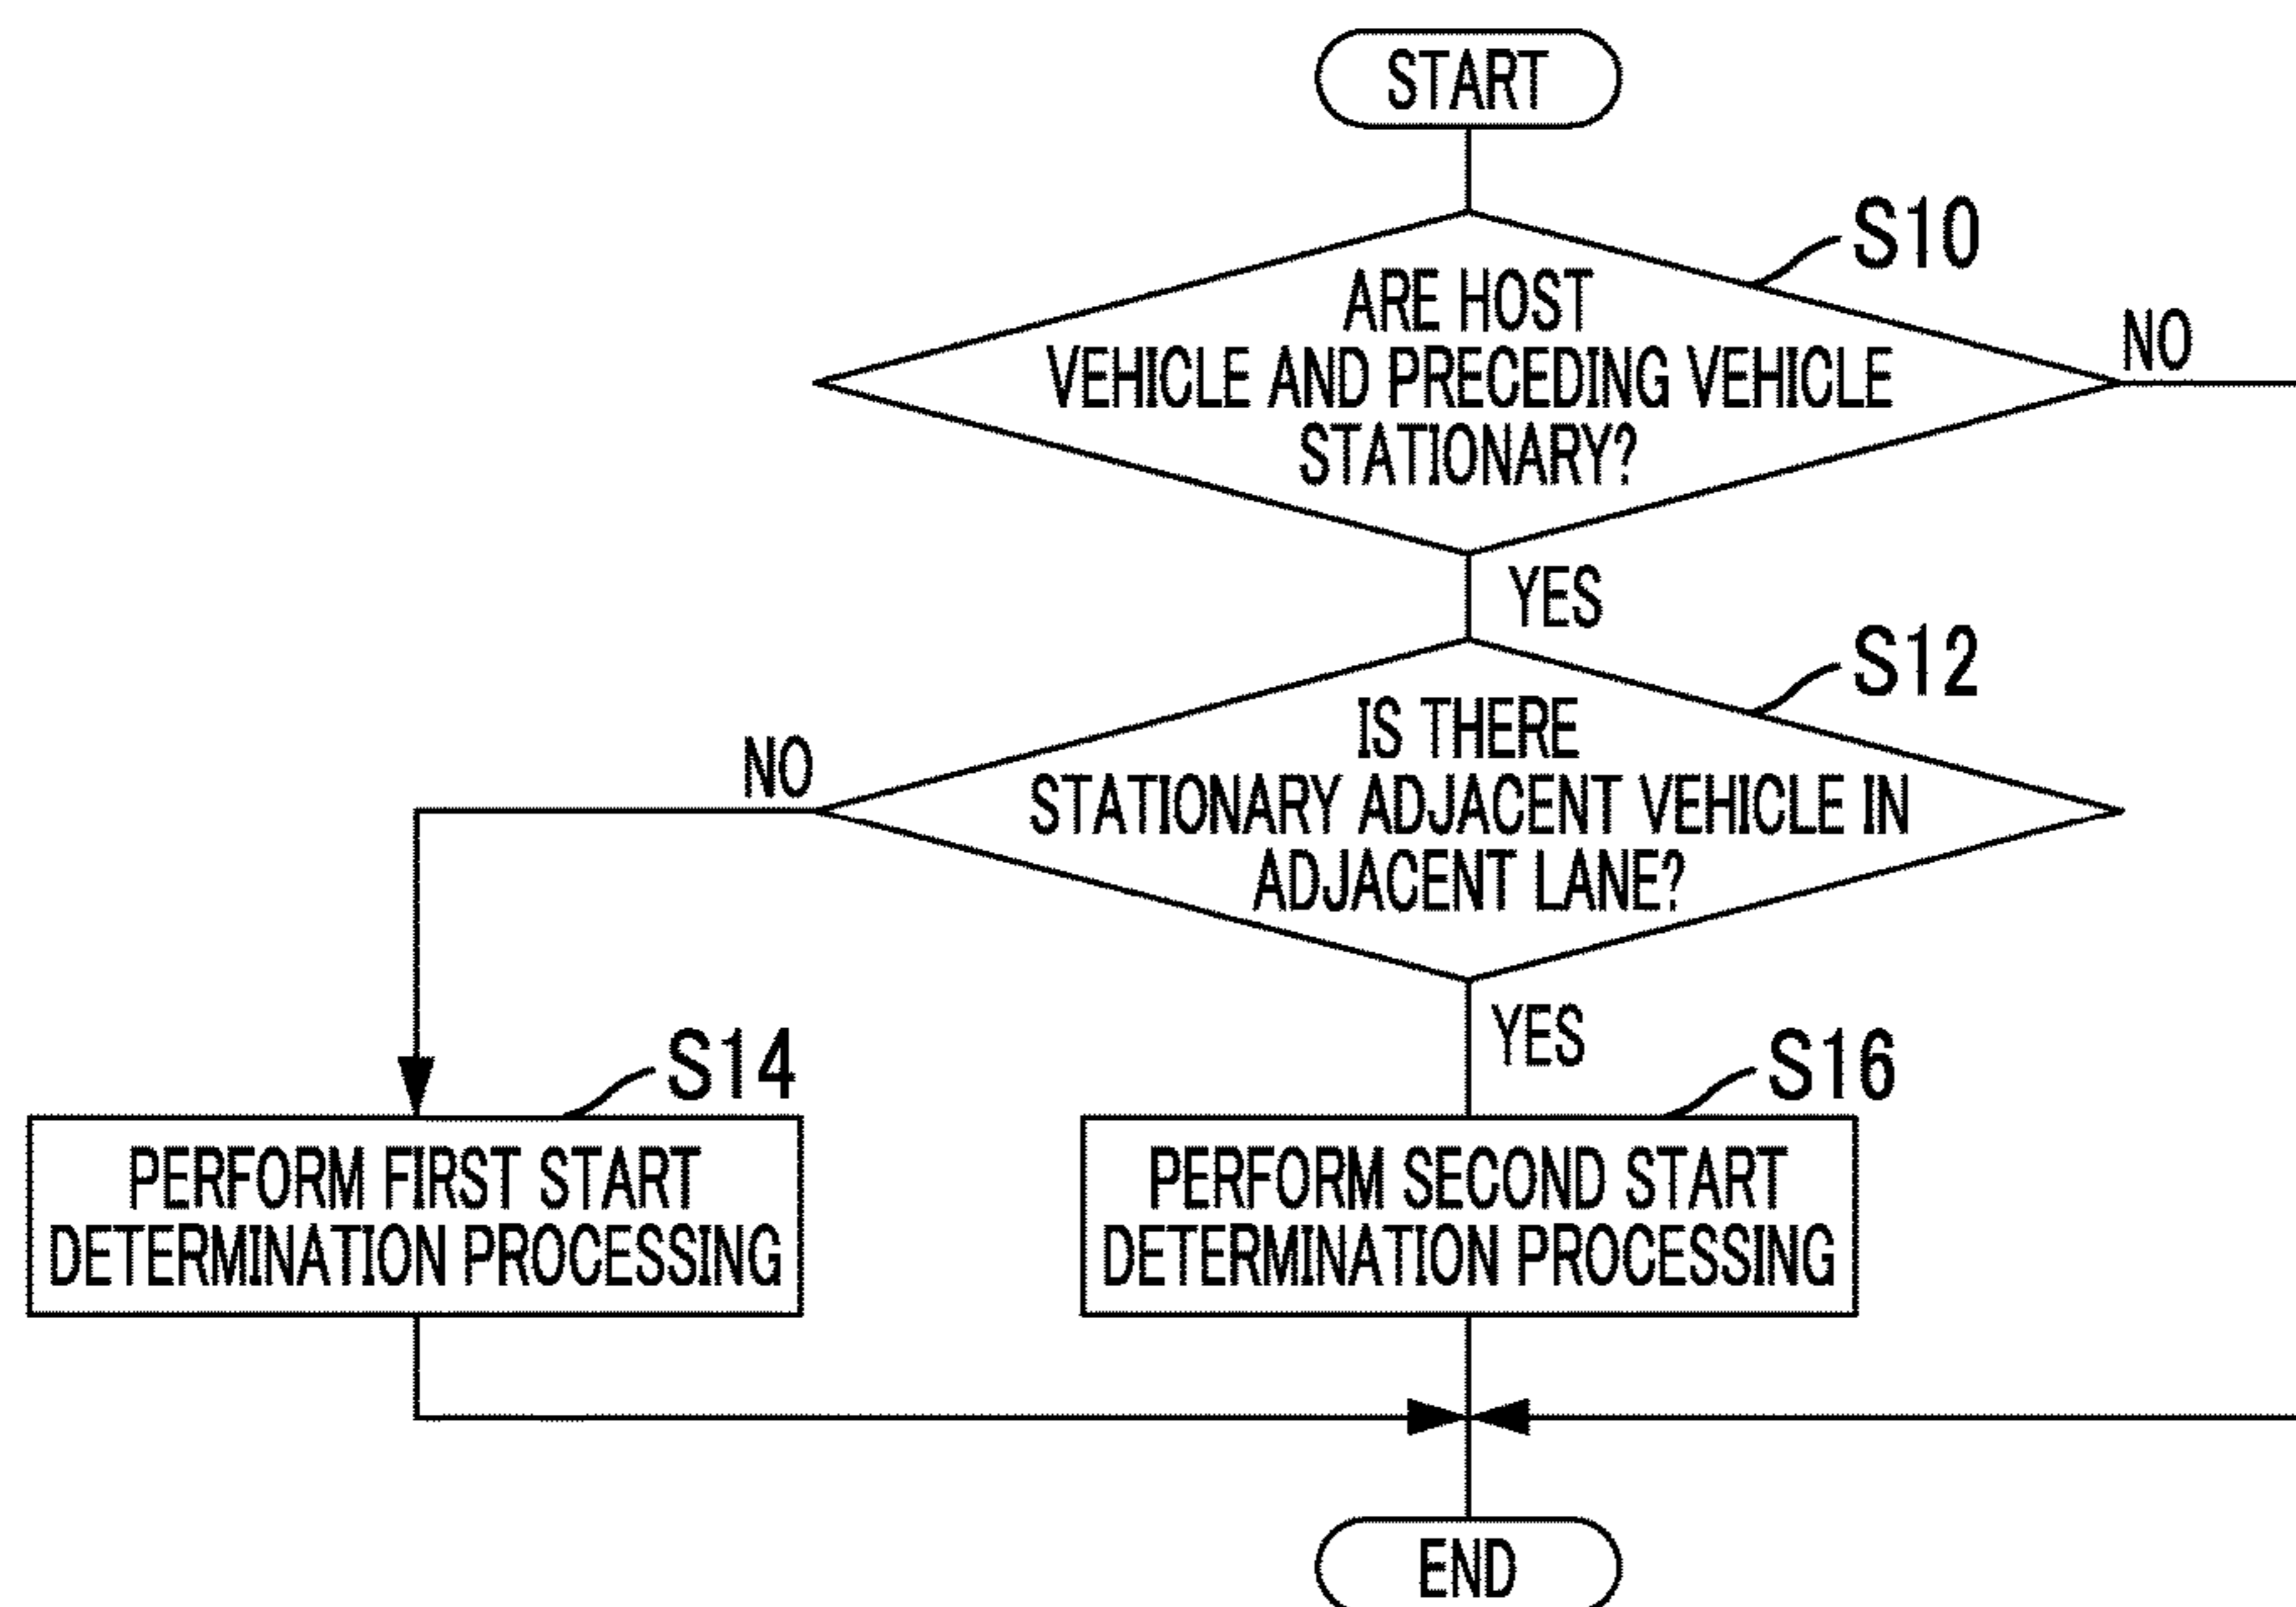 START
S10
ARE HOST
VEHICLE AND PRECEDING VEHICLE
STATIONARY?
NO
YES
S12
IS THERE
STATIONARY ADJACENT VEHICLE IN
ADJACENT LANE?
NO
YES
S14
PERFORM FIRST START
DETERMINATION PROCESSING
S16
PERFORM SECOND START
DETERMINATION PROCESSING
END